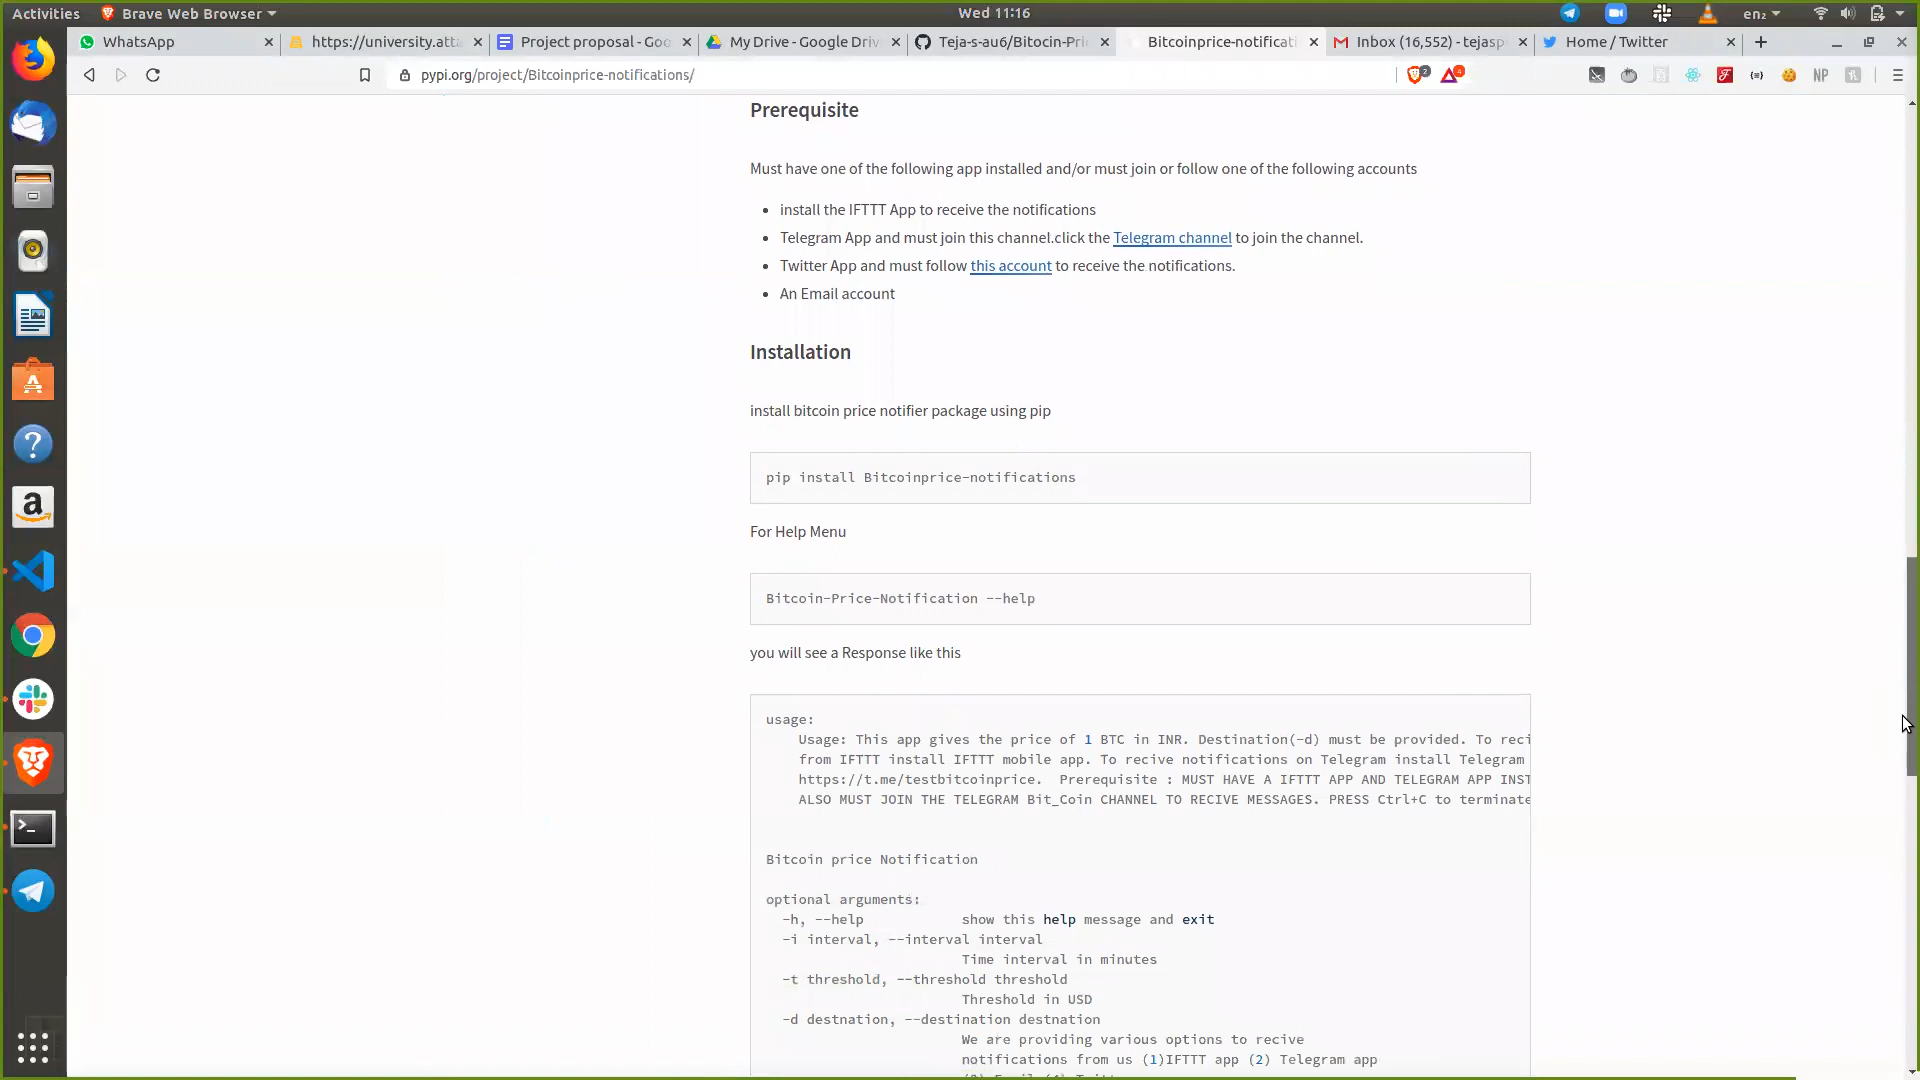 Activities
Brave Web Browser
Wed 11:16
en₂
WhatsApp
https://university.atta
Project proposal - Goo
My Drive - Google Driv
Teja-s-au6/Bitocin-Pri
Bitcoinprice-notificati
Inbox (16,552) - tejasp
Home / Twitter
pypi.org/project/Bitcoinprice-notifications/
2
4
NP
Prerequisite
Must have one of the following app installed and/or must join or follow one of the following accounts
install the IFTTT App to receive the notifications
Telegram App and must join this channel.click the Telegram channel to join the channel.
Twitter App and must follow this account to receive the notifications.
An Email account
Installation
install bitcoin price notifier package using pip
pip install Bitcoinprice-notifications
For Help Menu
Bitcoin-Price-Notification --help
you will see a Response like this
usage:
Usage: This app gives the price of 1 BTC in INR. Destination(-d) must be provided. To reci
from IFTTT install IFTTT mobile app. To recive notifications on Telegram install Telegram
https://t.me/testbitcoinprice. Prerequisite : MUST HAVE A IFTTT APP AND TELEGRAM APP INST
ALSO MUST JOIN THE TELEGRAM Bit_Coin CHANNEL TO RECIVE MESSAGES. PRESS Ctrl+C to terminate
Bitcoin price Notification
optional arguments:
-h, --help show this help message and exit
-i interval, --interval interval
Time interval in minutes
-t threshold, --threshold threshold
Threshold in USD
-d destnation, --destination destnation
We are providing various options to recive
notifications from us (1)IFTTT app (2) Telegram app